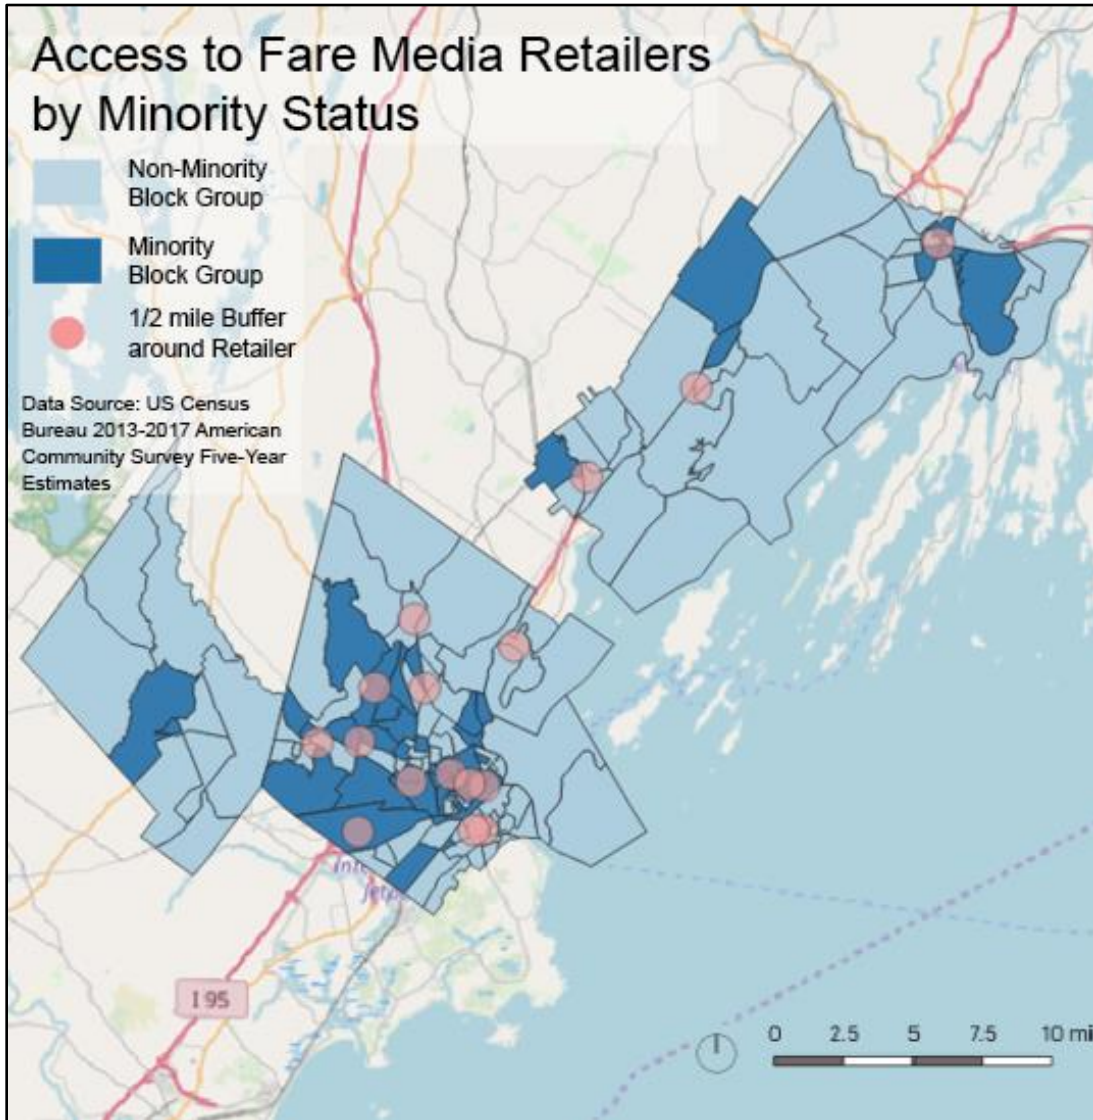 Access to Fare Media Retailers
by Minority Status
Non-Minority
Block Group
Minority
Block Group
1/2 mile Buffer
around Retailer
Data Source: US Census
Bureau 2013-2017 American
Community Survey Five-Year
Estimates
I 95
0 2.5 5 7.5 10 mi